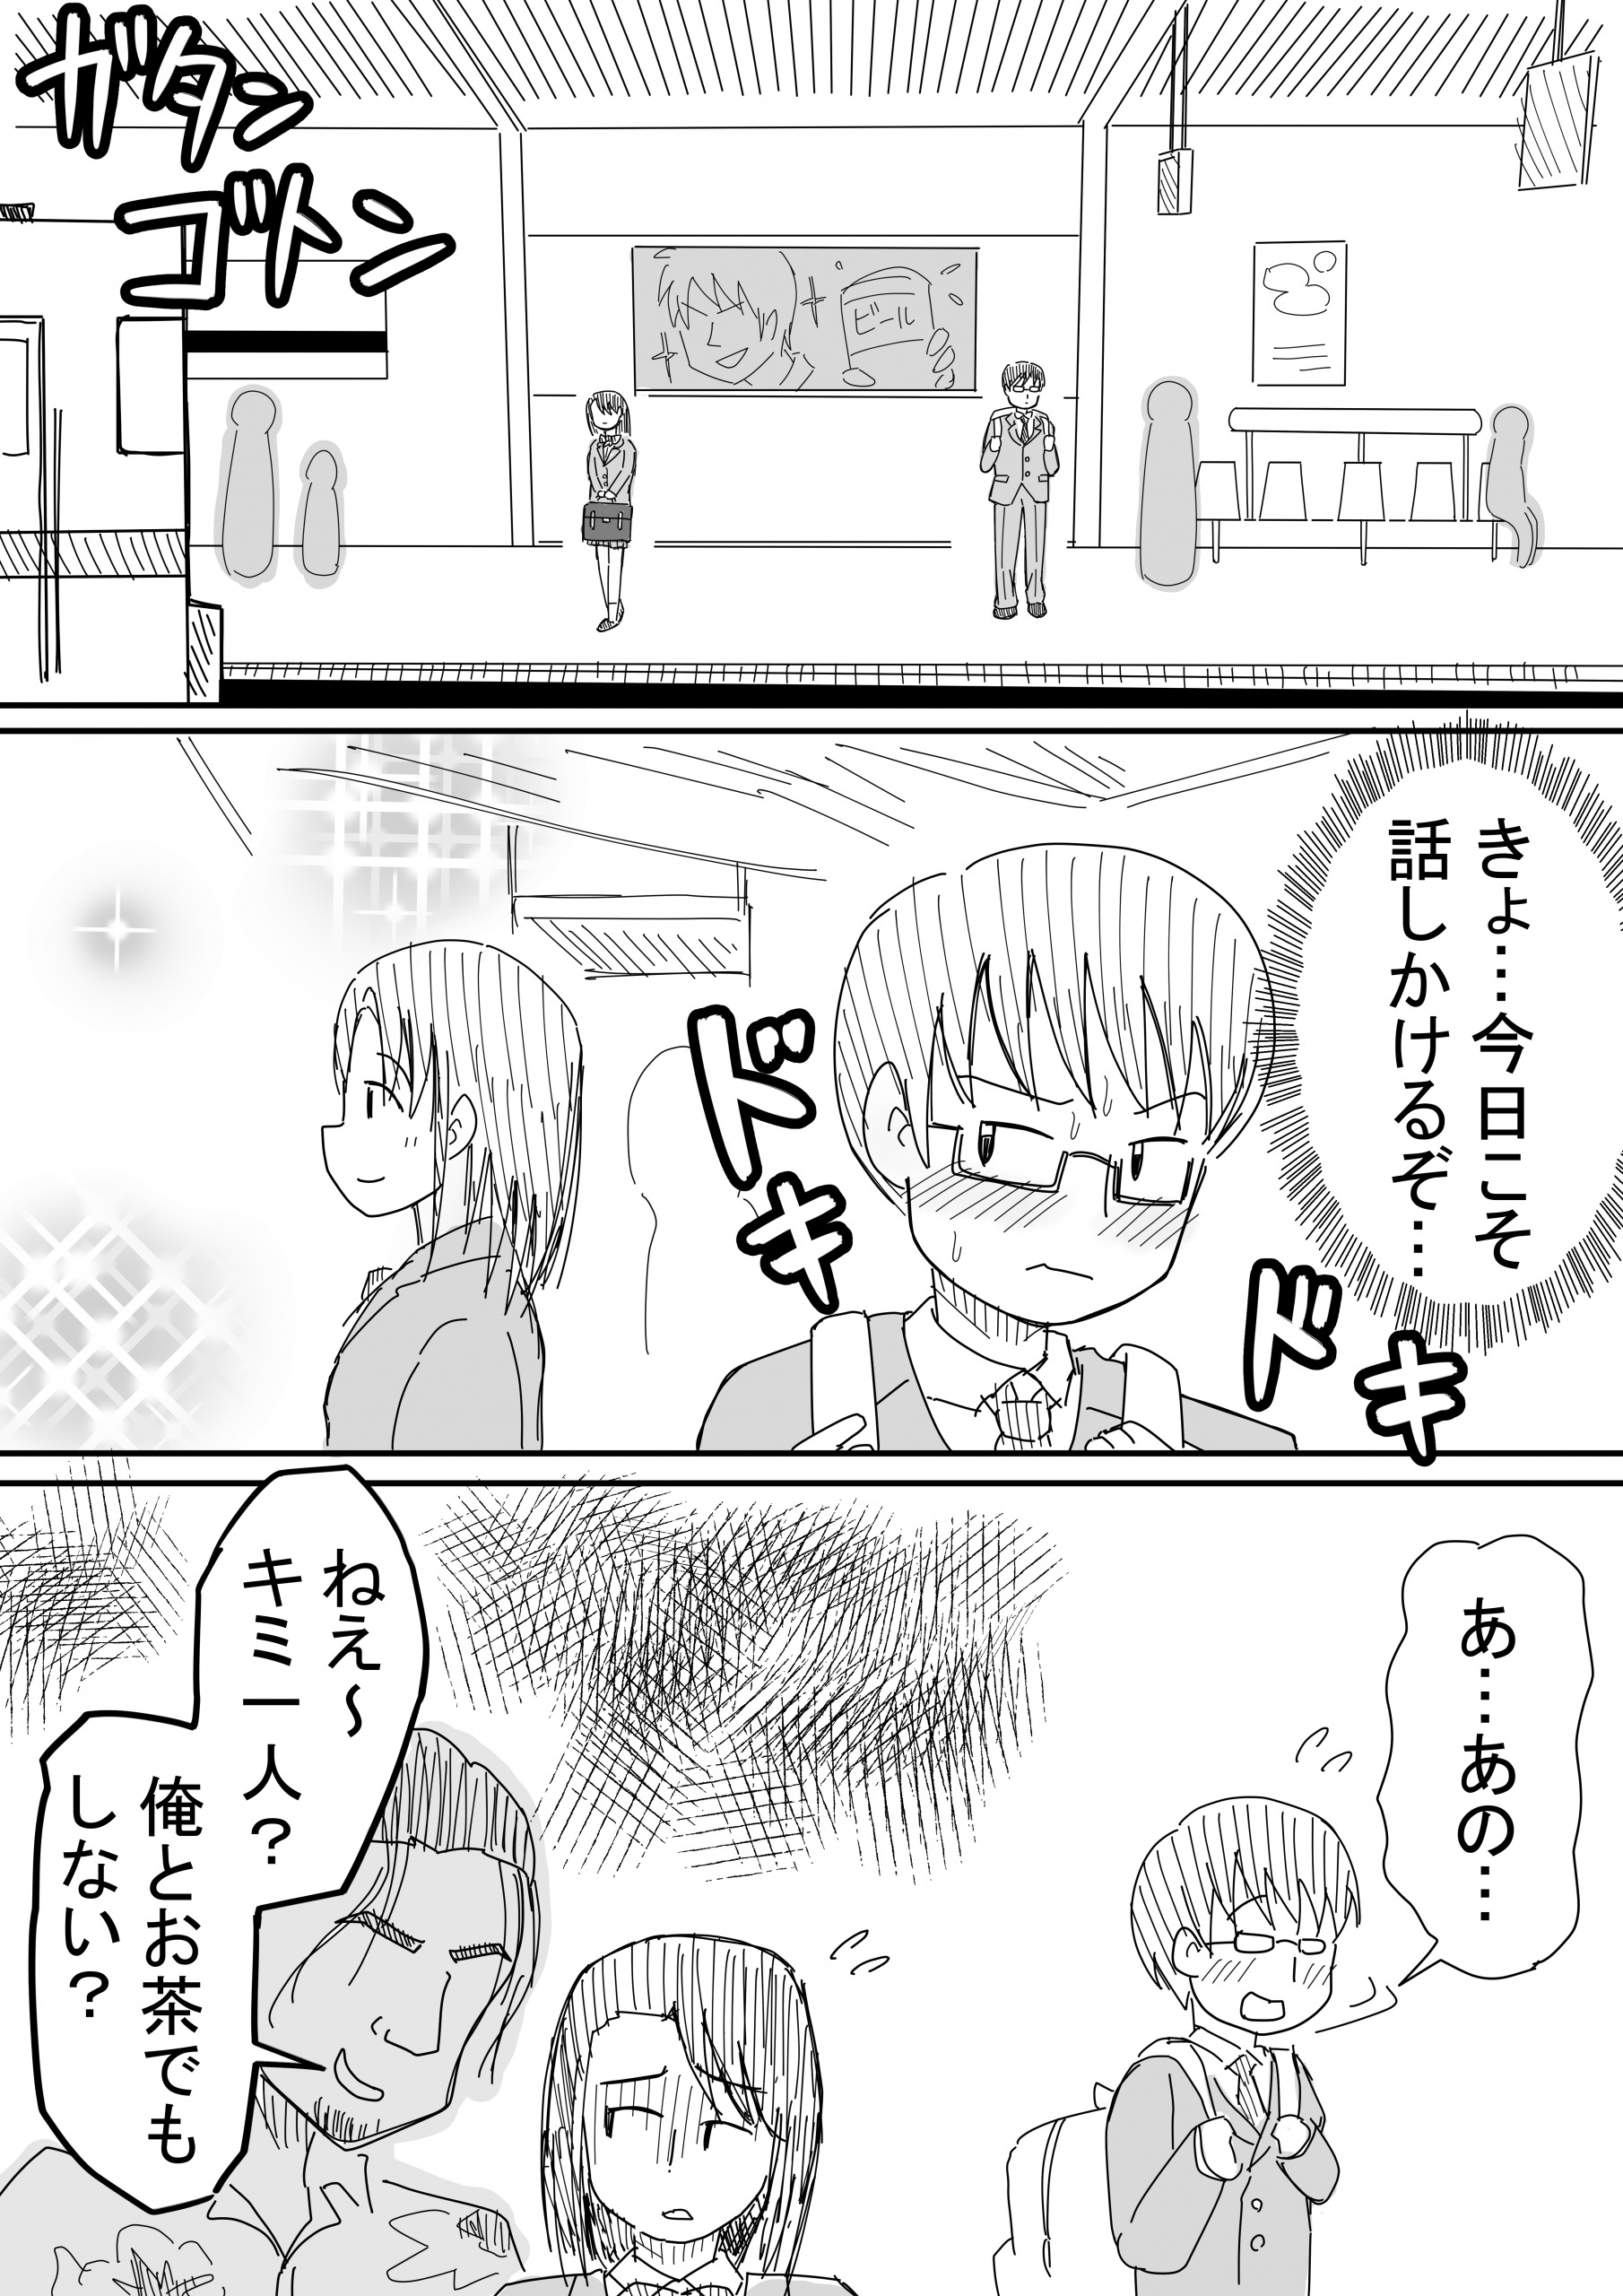 ガタン
ゴトン
ビール
きょ…今日こそ
話しかけるぞ…
ドキ
ドキ
あ…あの…
ねえ～
キミ一人？
俺とお茶でも
しない？